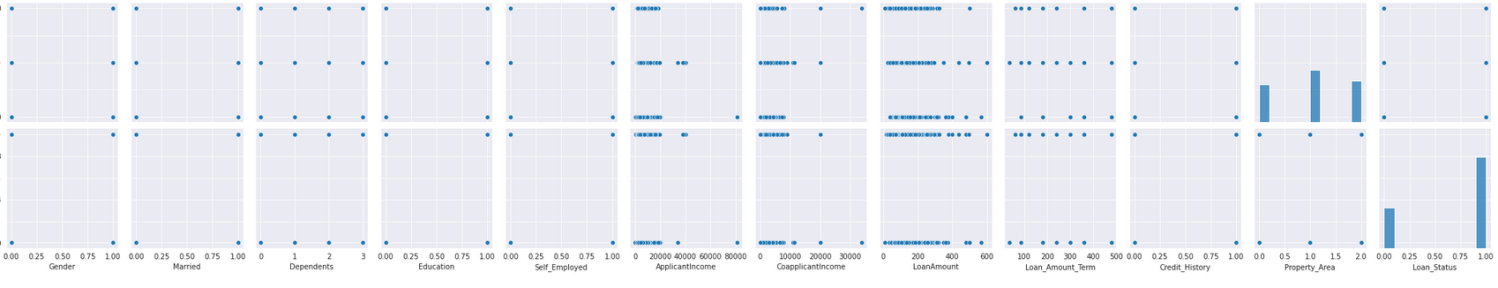 0.00 0.25 0.50 0.75 1.00 0.00 0.25 0.50 0.75 1.00 0 1 2 3 0.00 0.25 0.50 0.75 1.00 0.00 0.25 0.50 0.75 1.00 0 20000 40000 60000 80000 0 10000 20000 30000 0 200 400 600 0 100 200 300 400 500 0.00 0.25 0.50 0.75 1.00 0.0 0.5 1.0 1.5 2.0 0.00 0.25 0.50 0.75 1.00
Gender Married Dependents Education Self_Employed ApplicantIncome CoapplicantIncome LoanAmount Loan_Amount_Term Credit_History Property_Area Loan_Status